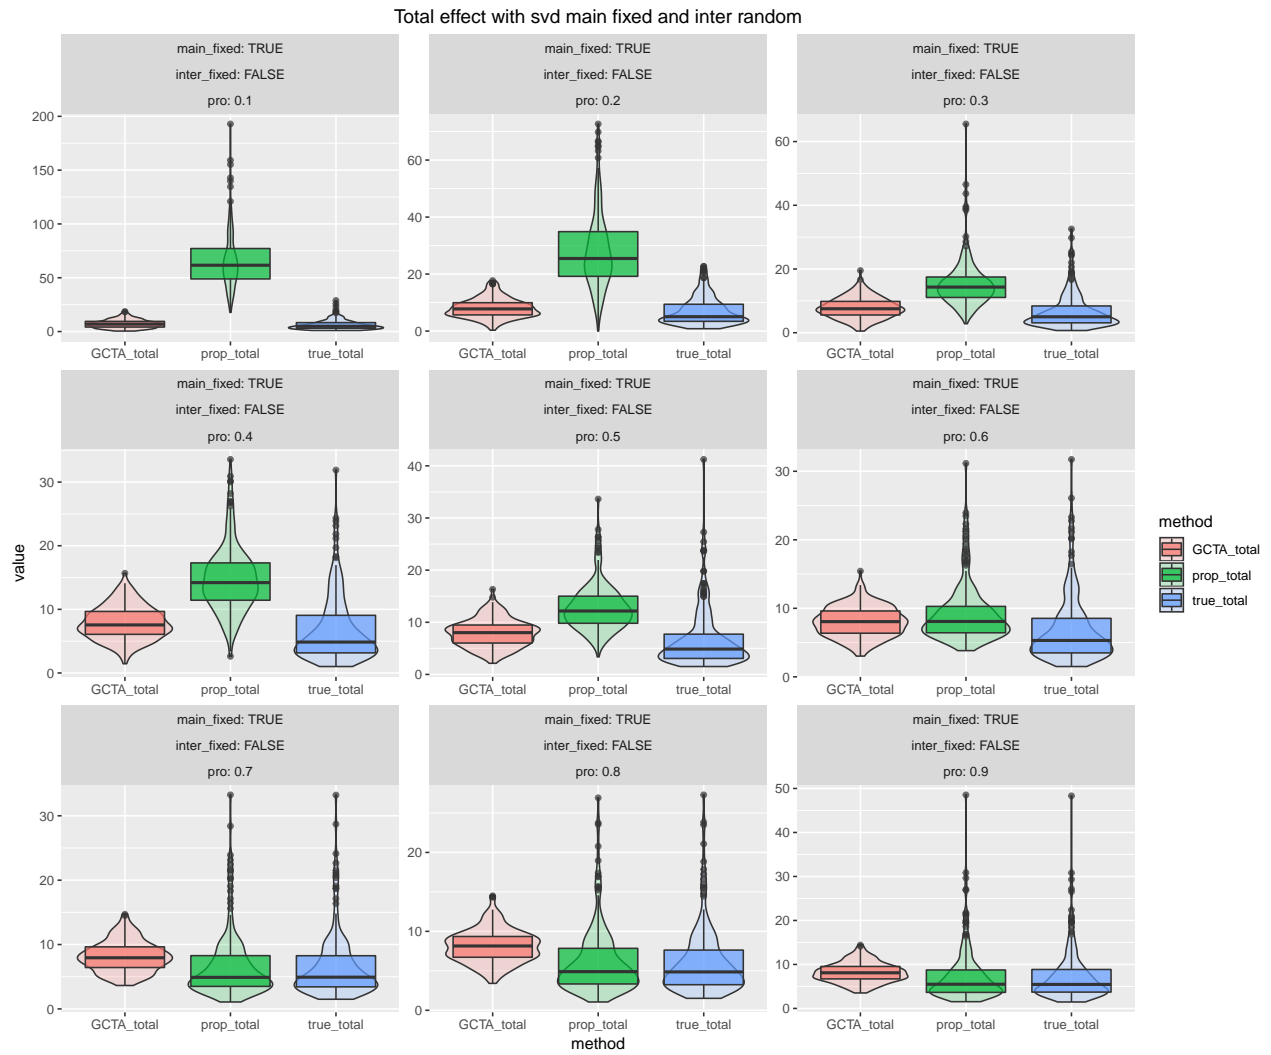 Total effect with svd main fixed and inter random
main_fixed: TRUE
inter_fixed: FALSE
pro: 0.1
200
150
100
50
0
GCTA_total prop_total true_total
main_fixed: TRUE
inter_fixed: FALSE
pro: 0.2
60
40
20
0
GCTA_total prop_total true_total
main_fixed: TRUE
inter_fixed: FALSE
pro: 0.3
60
40
20
0
GCTA_total prop_total true_total
value
main_fixed: TRUE
inter_fixed: FALSE
pro: 0.4
30
20
10
0
GCTA_total prop_total true_total
main_fixed: TRUE
inter_fixed: FALSE
pro: 0.5
40
30
20
10
0
GCTA_total prop_total true_total
main_fixed: TRUE
inter_fixed: FALSE
pro: 0.6
30
20
10
0
GCTA_total prop_total true_total
main_fixed: TRUE
inter_fixed: FALSE
pro: 0.7
30
20
10
0
GCTA_total prop_total true_total
main_fixed: TRUE
inter_fixed: FALSE
pro: 0.8
20
10
0
GCTA_total prop_total true_total
main_fixed: TRUE
inter_fixed: FALSE
pro: 0.9
50
40
30
20
10
0
GCTA_total prop_total true_total
method
method
GCTA_total
prop_total
true_total